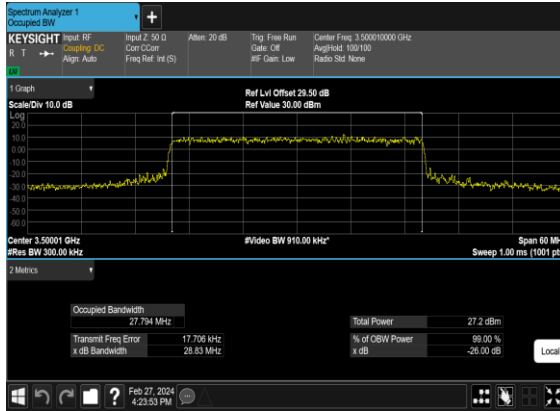 Spectrum Analyzer 1
Occupied BW
KEYSIGHT
R T
LU
Input: RF
Coupling: DC
Align: Auto
Input Z: 50 Ω
Corr CCorr
Freq Ref: Int (S)
Atten: 20 dB
Trig: Free Run
Gate: Off
#IF Gain: Low
Center Freq: 3.500010000 GHz
Avg|Hold: 100/100
Radio Std: None
1 Graph
Scale/Div 10.0 dB
Ref Lvl Offset 29.50 dB
Ref Value 30.00 dBm
Log
20.0
10.0
0.00
-10.0
-20.0
-30.0
-40.0
-50.0
-60.0
Center 3.50001 GHz
#Res BW 300.00 kHz
#Video BW 910.00 kHz*
Span 60 MH
Sweep 1.00 ms (1001 pt
2 Metrics
Occupied Bandwidth
27.794 MHz
Transmit Freq Error 17.706 kHz
x dB Bandwidth 28.83 MHz
Total Power 27.2 dBm
% of OBW Power 99.00 %
x dB -26.00 dB
Local
Feb 27, 2024
4:23:53 PM